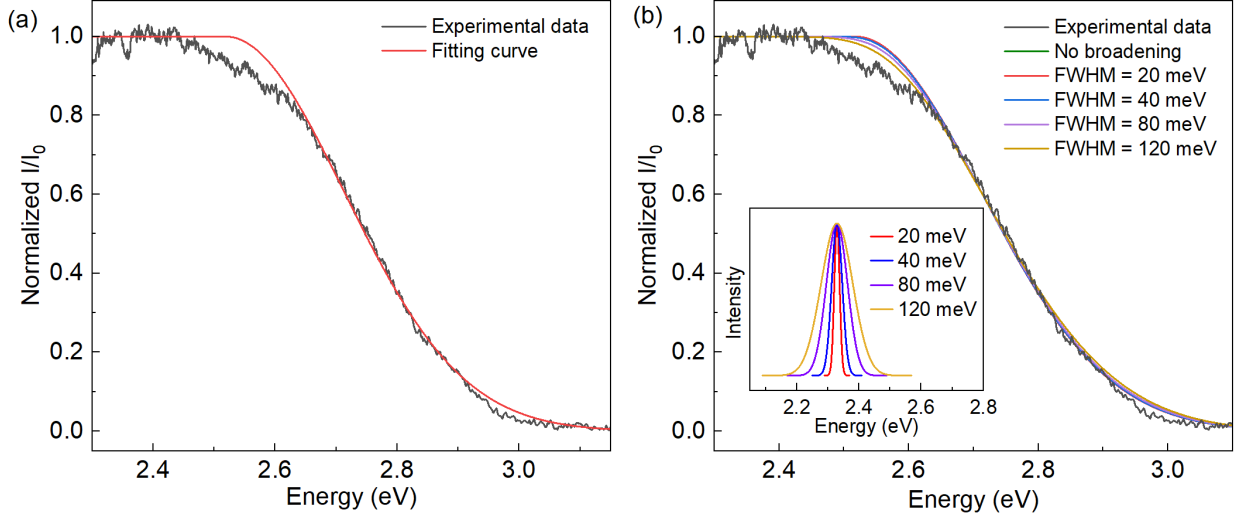 (a)
Experimental data
Fitting curve
1.0
0.8
0.6
0.4
0.2
0.0
Normalized I/I0
2.4 2.6 2.8 3.0
Energy (eV)
(b)
Experimental data
No broadening
FWHM = 20 meV
FWHM = 40 meV
FWHM = 80 meV
FWHM = 120 meV
1.0
0.8
0.6
0.4
0.2
0.0
Normalized I/I0
20 meV
40 meV
80 meV
120 meV
Intensity
2.2 2.4 2.6 2.8
Energy (eV)
2.4 2.6 2.8 3.0
Energy (eV)